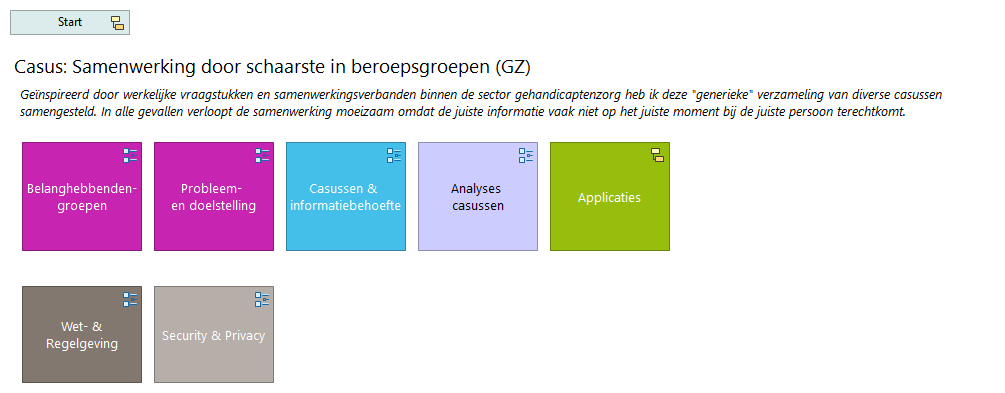 Start
Casus: Samenwerking door schaarste in beroepsgroepen (GZ)
Geïnspireerd door werkelijke vraagstukken en samenwerkingsverbanden binnen de sector gehandicaptenzorg heb ik deze "generieke" verzameling van diverse casussen
samengesteld. In alle gevallen verloopt de samenwerking moeizaam omdat de juiste informatie vaak niet op het juiste moment bij de juiste persoon terechtkomt.
Belanghebbenden-
groepen
Probleem-
en doelstelling
Casussen &
informatiebehoefte
Analyses
casussen
Applicaties
Wet- &
Regelgeving
Security & Privacy